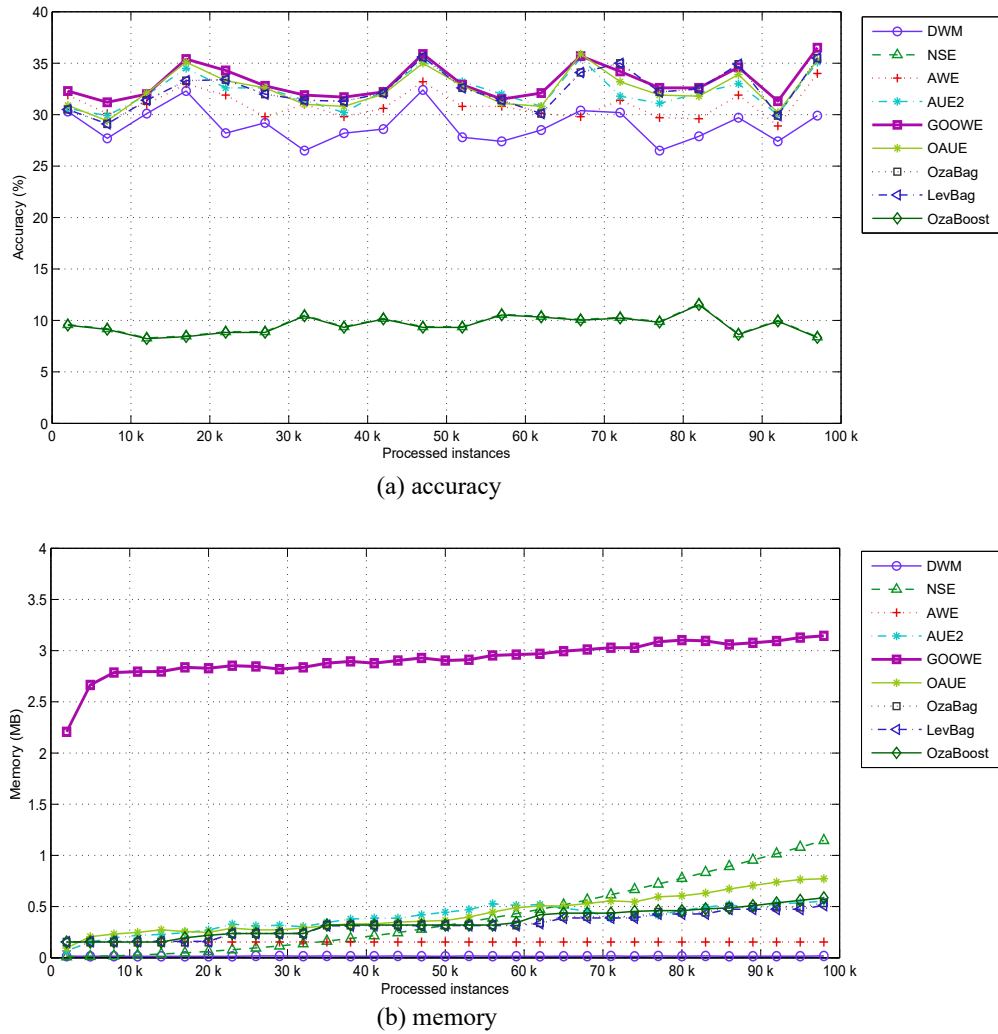 40
35
30
25
20
15
10
5
0
Accuracy (%)
0
10 k
20 k
30 k
40 k
50 k
60 k
70 k
80 k
90 k
100 k
Processed instances
DWM
NSE
AWE
AUE2
GOOWE
OAUE
OzaBag
LevBag
OzaBoost
(a) accuracy
4
3.5
3
2.5
2
1.5
1
0.5
0
Memory (MB)
0
10 k
20 k
30 k
40 k
50 k
60 k
70 k
80 k
90 k
100 k
Processed instances
DWM
NSE
AWE
AUE2
GOOWE
OAUE
OzaBag
LevBag
OzaBoost
(b) memory